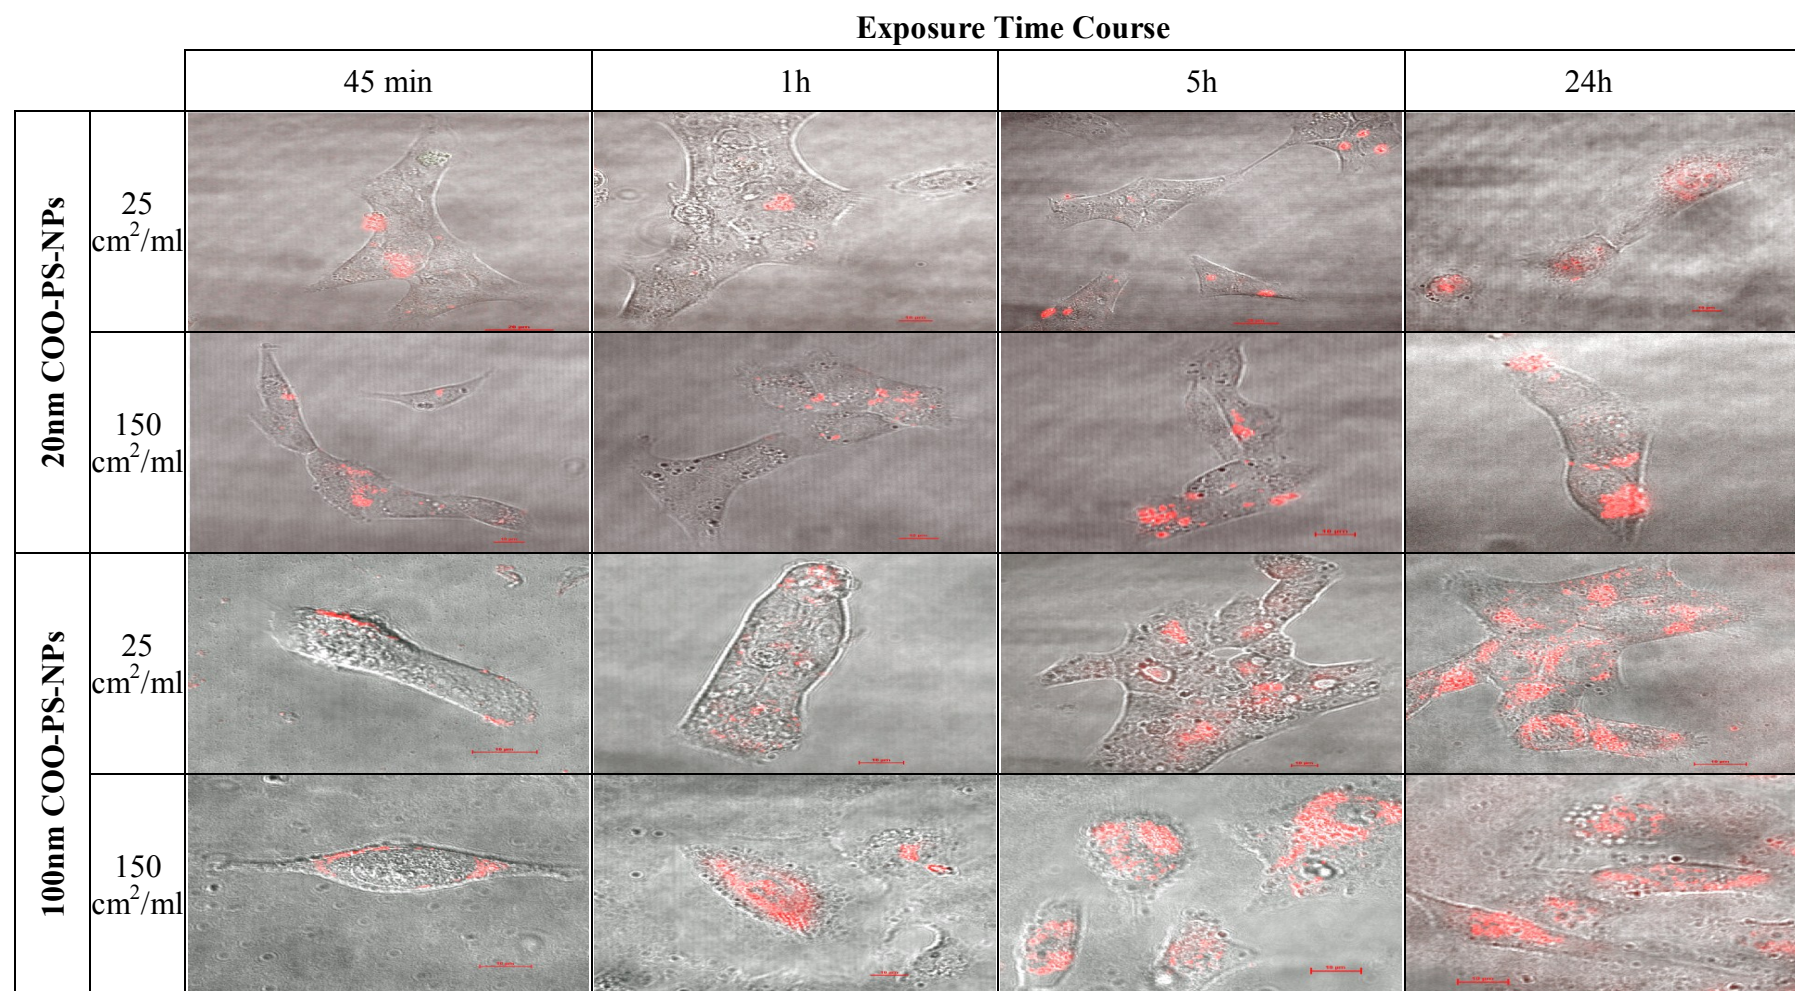 Exposure Time Course
45 min
1h
5h
24h
20nm COO-PS-NPs
25
cm²/ml
150
cm²/ml
100nm COO-PS-NPs
25
cm²/ml
150
cm²/ml